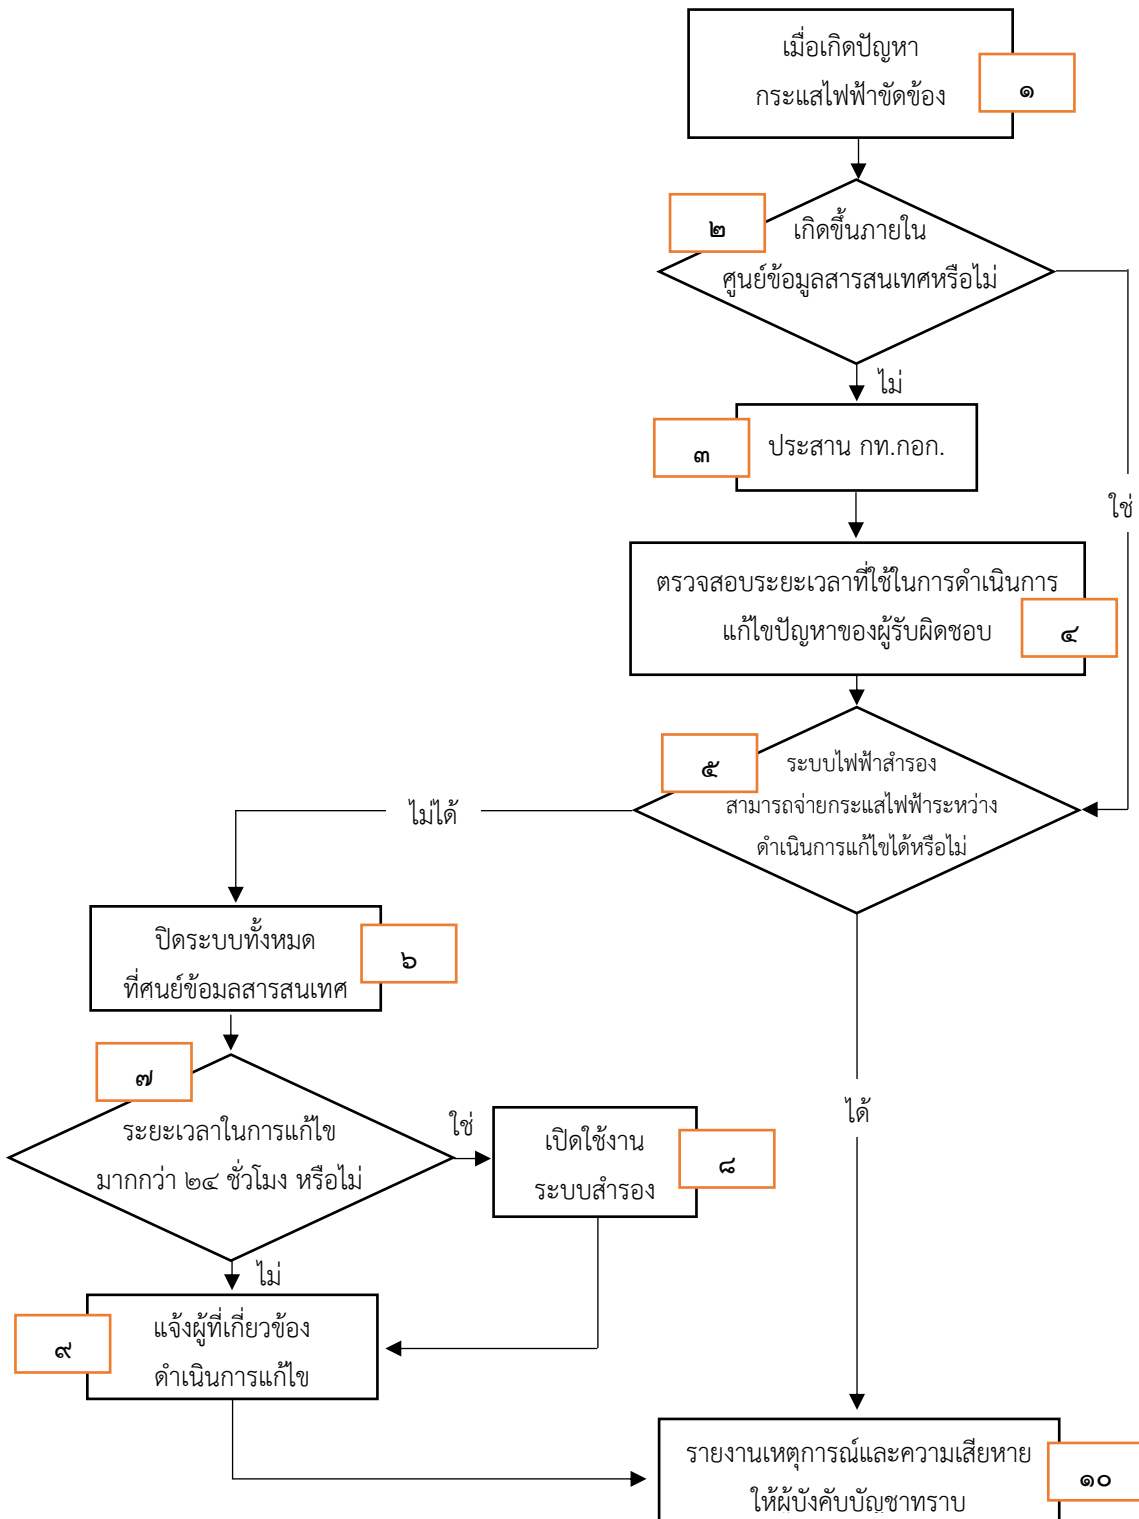 เมื่อเกิดปัญหา
กระแสไฟฟ้าขัดข้อง
๑
๒
เกิดขึ้นภายใน
ศูนย์ข้อมูลสารสนเทศหรือไม่
ไม่
๓
ประสาน กท.กอก.
ใช่
ตรวจสอบระยะเวลาที่ใช้ในการดำเนินการ
แก้ไขปัญหาของผู้รับผิดชอบ
๔
๕
ระบบไฟฟ้าสำรอง
สามารถจ่ายกระแสไฟฟ้าระหว่าง
ดำเนินการแก้ไขได้หรือไม่
ไม่ได้
ปิดระบบทั้งหมด
ที่ศูนย์ข้อมูลสารสนเทศ
๖
๗
ระยะเวลาในการแก้ไข
มากกว่า ๒๔ ชั่วโมง หรือไม่
ใช่
เปิดใช้งาน
ระบบสำรอง
๘
ได้
ไม่
๙
แจ้งผู้ที่เกี่ยวข้อง
ดำเนินการแก้ไข
รายงานเหตุการณ์และความเสียหาย
ให้ผู้บังคับบัญชาทราบ
๑๐